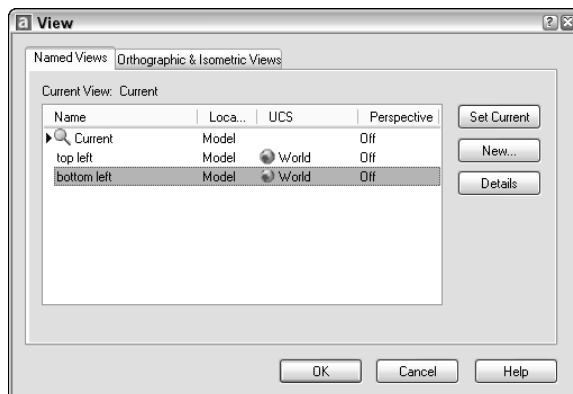 a View
Named Views Orthographic & Isometric Views
Current View: Current
Name Loca... UCS Perspective
Current Model Off
top left Model World Off
bottom left Model World Off
Set Current
New...
Details
OK Cancel Help